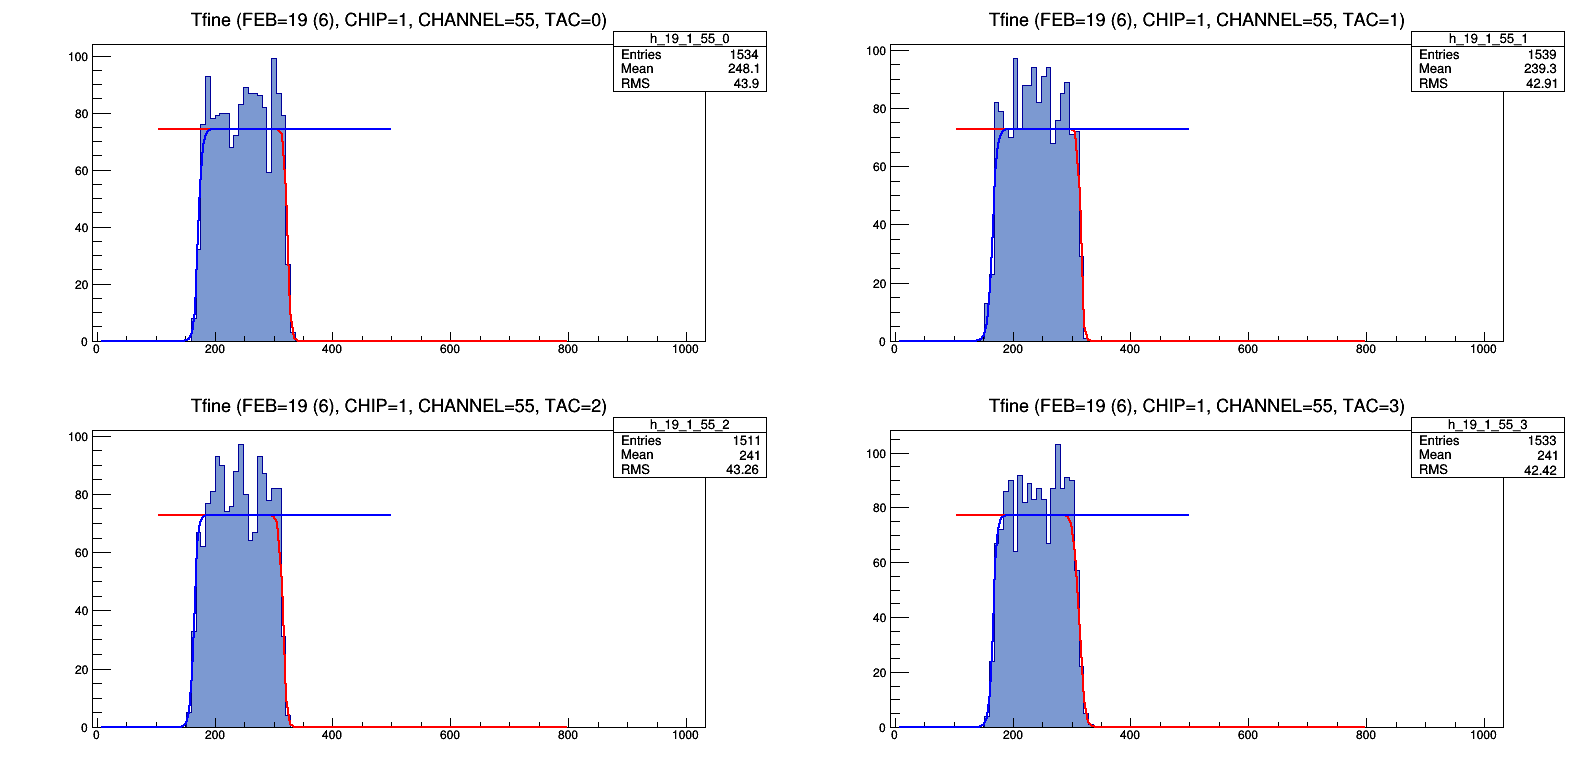 Tfine (FEB=19 (6), CHIP=1, CHANNEL=55, TAC=0)
h_19_1_55_0
Entries 1534
Mean 248.1
RMS 43.9
100
80
60
40
20
0
0 200 400 600 800 1000
Tfine (FEB=19 (6), CHIP=1, CHANNEL=55, TAC=1)
h_19_1_55_1
Entries 1539
Mean 239.3
RMS 42.91
100
80
60
40
20
0
0 200 400 600 800 1000
Tfine (FEB=19 (6), CHIP=1, CHANNEL=55, TAC=2)
h_19_1_55_2
Entries 1511
Mean 241
RMS 43.26
100
80
60
40
20
0
0 200 400 600 800 1000
Tfine (FEB=19 (6), CHIP=1, CHANNEL=55, TAC=3)
h_19_1_55_3
Entries 1533
Mean 241
RMS 42.42
100
80
60
40
20
0
0 200 400 600 800 1000